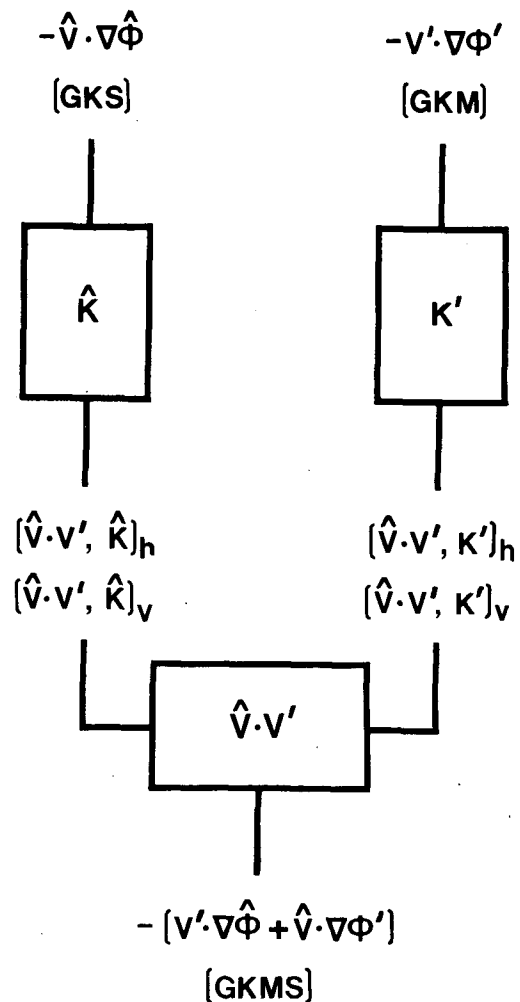 -V̂·∇Φ̂
[GKS]
-V′·∇Φ′
[GKM]
K̂
K′
[V̂·V′, K̂]h
[V̂·V′, K̂]v
[V̂·V′, K′]h
[V̂·V′, K′]v
V̂·V′
-[V′·∇Φ̂ + V̂·∇Φ′]
[GKMS]